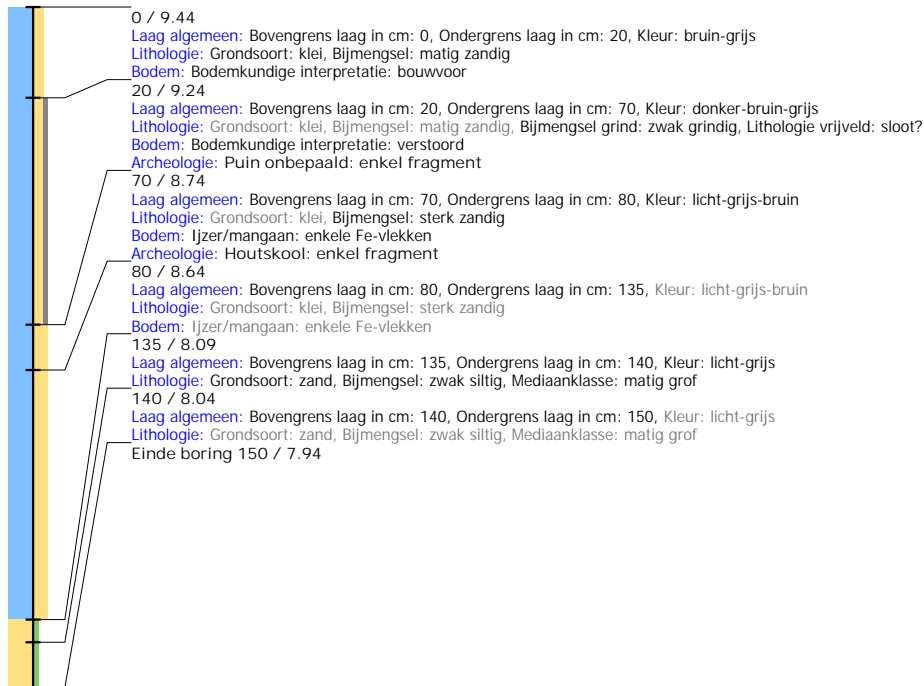 0 / 9.44
Laag algemeen: Bovengrens laag in cm: 0, Ondergrens laag in cm: 20, Kleur: bruin-grijs
Lithologie: Grondsoort: klei, Bijmengsel: matig zandig
Bodem: Bodemkundige interpretatie: bouwvoor
20 / 9.24
Laag algemeen: Bovengrens laag in cm: 20, Ondergrens laag in cm: 70, Kleur: donker-bruin-grijs
Lithologie: Grondsoort: klei, Bijmengsel: matig zandig, Bijmengsel grind: zwak grindig, Lithologie vrijveld: sloot?
Bodem: Bodemkundige interpretatie: verstoord
Archeologie: Puin onbepaald: enkel fragment
70 / 8.74
Laag algemeen: Bovengrens laag in cm: 70, Ondergrens laag in cm: 80, Kleur: licht-grijs-bruin
Lithologie: Grondsoort: klei, Bijmengsel: sterk zandig
Bodem: Ijzer/mangaan: enkele Fe-vlekken
Archeologie: Houtskool: enkel fragment
80 / 8.64
Laag algemeen: Bovengrens laag in cm: 80, Ondergrens laag in cm: 135, Kleur: licht-grijs-bruin
Lithologie: Grondsoort: klei, Bijmengsel: sterk zandig
Bodem: Ijzer/mangaan: enkele Fe-vlekken
135 / 8.09
Laag algemeen: Bovengrens laag in cm: 135, Ondergrens laag in cm: 140, Kleur: licht-grijs
Lithologie: Grondsoort: zand, Bijmengsel: zwak siltig, Mediaanklasse: matig grof
140 / 8.04
Laag algemeen: Bovengrens laag in cm: 140, Ondergrens laag in cm: 150, Kleur: licht-grijs
Lithologie: Grondsoort: zand, Bijmengsel: zwak siltig, Mediaanklasse: matig grof
Einde boring 150 / 7.94